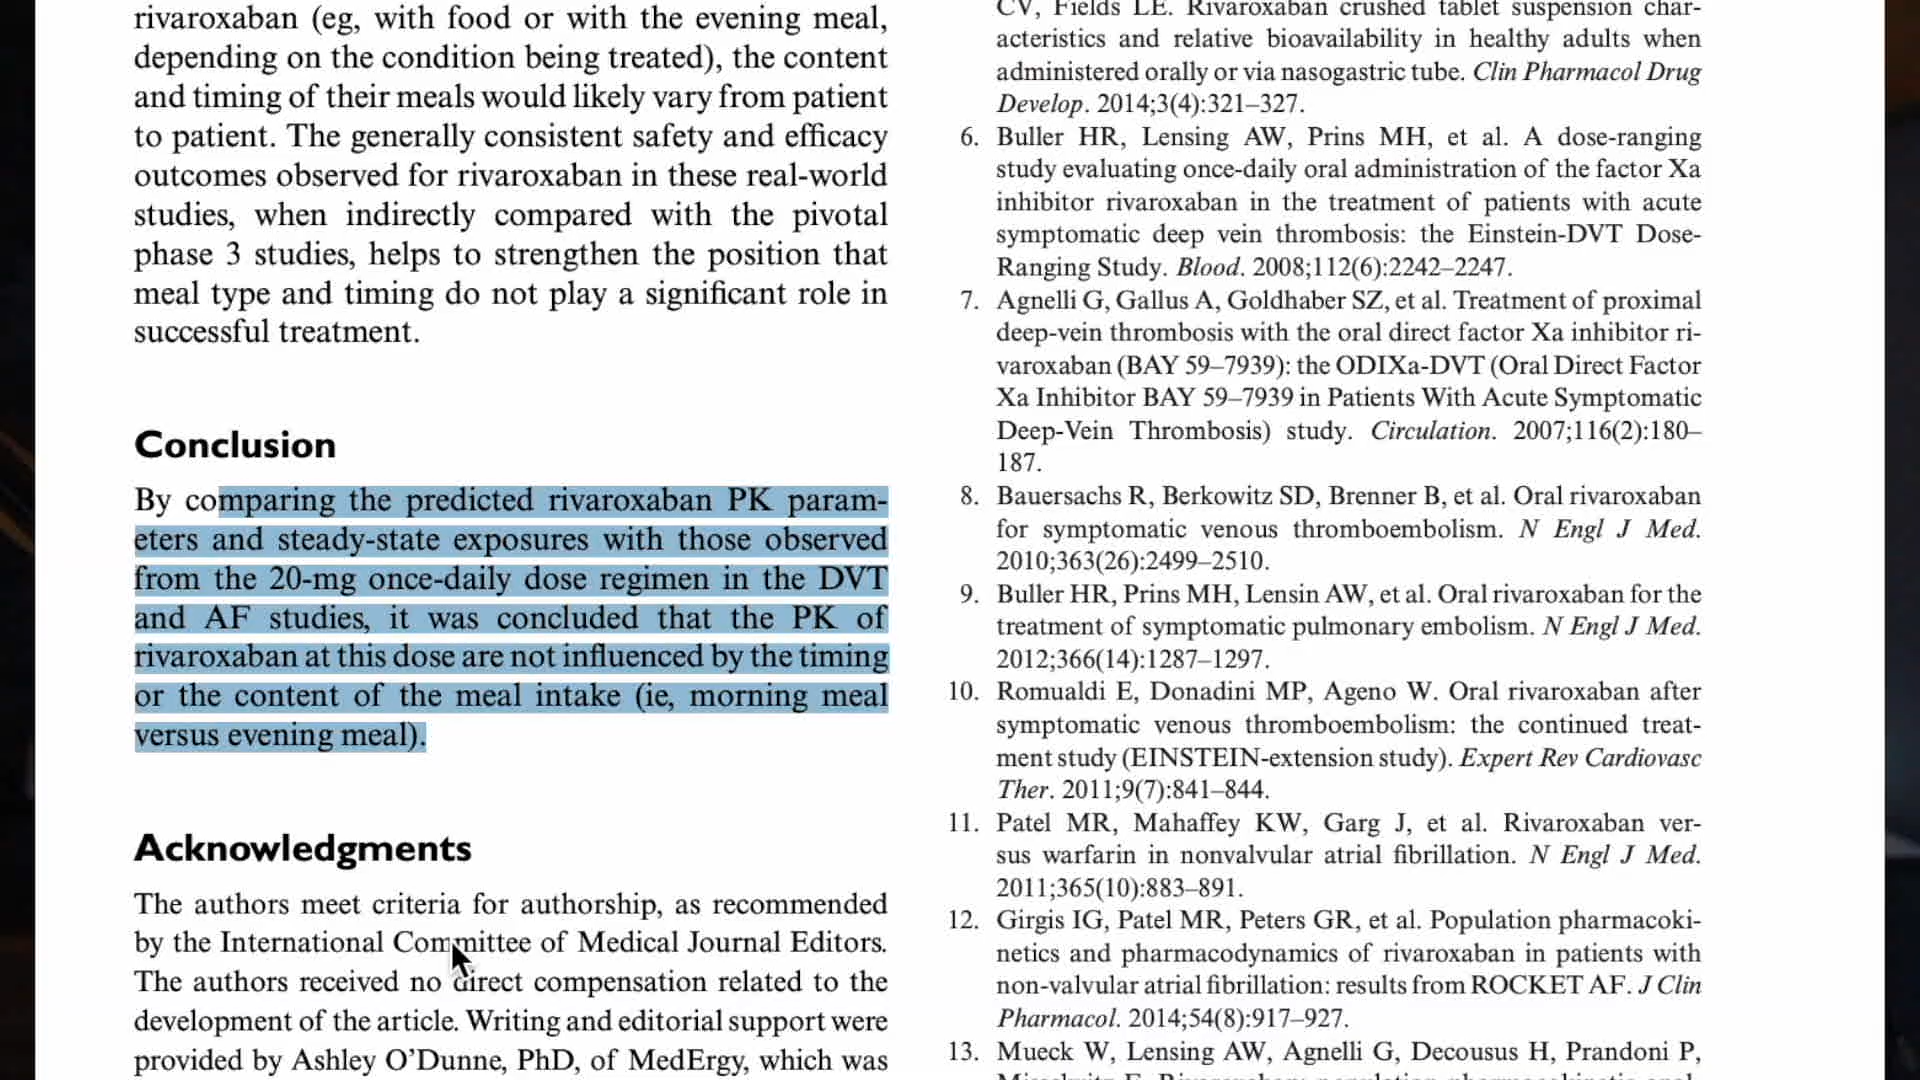 rivaroxaban (eg, with food or with the evening meal,
depending on the condition being treated), the content
and timing of their meals would likely vary from patient
to patient. The generally consistent safety and efficacy
outcomes observed for rivaroxaban in these real-world
studies, when indirectly compared with the pivotal
phase 3 studies, helps to strengthen the position that
meal type and timing do not play a significant role in
successful treatment.
Conclusion
By comparing the predicted rivaroxaban PK param-
eters and steady-state exposures with those observed
from the 20-mg once-daily dose regimen in the DVT
and AF studies, it was concluded that the PK of
rivaroxaban at this dose are not influenced by the timing
or the content of the meal intake (ie, morning meal
versus evening meal).
Acknowledgments
The authors meet criteria for authorship, as recommended
by the International Committee of Medical Journal Editors.
The authors received no direct compensation related to the
development of the article. Writing and editorial support were
provided by Ashley O’Dunne, PhD, of MedErgy, which was
CV, Fields LE. Rivaroxaban crushed tablet suspension char-
acteristics and relative bioavailability in healthy adults when
administered orally or via nasogastric tube. Clin Pharmacol Drug
Develop. 2014;3(4):321–327.
6. Buller HR, Lensing AW, Prins MH, et al. A dose-ranging
study evaluating once-daily oral administration of the factor Xa
inhibitor rivaroxaban in the treatment of patients with acute
symptomatic deep vein thrombosis: the Einstein-DVT Dose-
Ranging Study. Blood. 2008;112(6):2242–2247.
7. Agnelli G, Gallus A, Goldhaber SZ, et al. Treatment of proximal
deep-vein thrombosis with the oral direct factor Xa inhibitor ri-
varoxaban (BAY 59–7939): the ODIXa-DVT (Oral Direct Factor
Xa Inhibitor BAY 59–7939 in Patients With Acute Symptomatic
Deep-Vein Thrombosis) study. Circulation. 2007;116(2):180–
187.
8. Bauersachs R, Berkowitz SD, Brenner B, et al. Oral rivaroxaban
for symptomatic venous thromboembolism. N Engl J Med.
2010;363(26):2499–2510.
9. Buller HR, Prins MH, Lensin AW, et al. Oral rivaroxaban for the
treatment of symptomatic pulmonary embolism. N Engl J Med.
2012;366(14):1287–1297.
10. Romualdi E, Donadini MP, Ageno W. Oral rivaroxaban after
symptomatic venous thromboembolism: the continued treat-
ment study (EINSTEIN-extension study). Expert Rev Cardiovasc
Ther. 2011;9(7):841–844.
11. Patel MR, Mahaffey KW, Garg J, et al. Rivaroxaban ver-
sus warfarin in nonvalvular atrial fibrillation. N Engl J Med.
2011;365(10):883–891.
12. Girgis IG, Patel MR, Peters GR, et al. Population pharmacoki-
netics and pharmacodynamics of rivaroxaban in patients with
non-valvular atrial fibrillation: results from ROCKET AF. J Clin
Pharmacol. 2014;54(8):917–927.
13. Mueck W, Lensing AW, Agnelli G, Decousus H, Prandoni P,